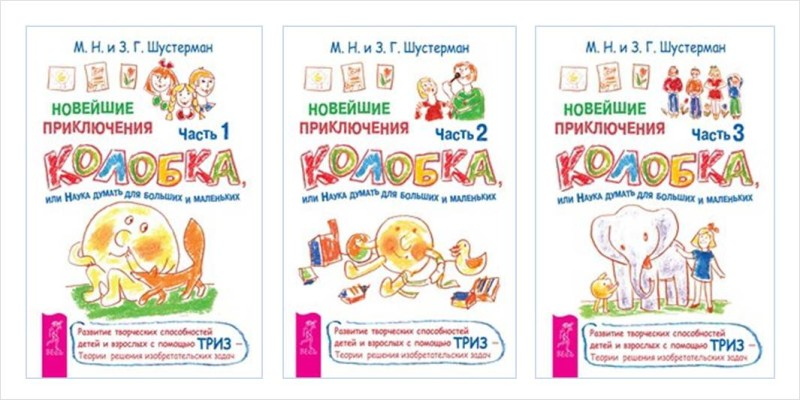 М. Н. и З. Г. Шустерман
НОВЕЙШИЕ
ПРИКЛЮЧЕНИЯ
Часть 1
КОЛОБКА,
или Наука думать для больших и маленьких
Развитие творческих способностей
детей и взрослых с помощью ТРИЗ –
Теории решения изобретательских задач
М. Н. и З. Г. Шустерман
НОВЕЙШИЕ
ПРИКЛЮЧЕНИЯ
Часть 2
КОЛОБКА,
или Наука думать для больших и маленьких
Развитие творческих способностей
детей и взрослых с помощью ТРИЗ –
Теории решения изобретательских задач
М. Н. и З. Г. Шустерман
НОВЕЙШИЕ
ПРИКЛЮЧЕНИЯ
Часть 3
КОЛОБКА,
или Наука думать для больших и маленьких
Развитие творческих способностей
детей и взрослых с помощью ТРИЗ –
Теории решения изобретательских задач